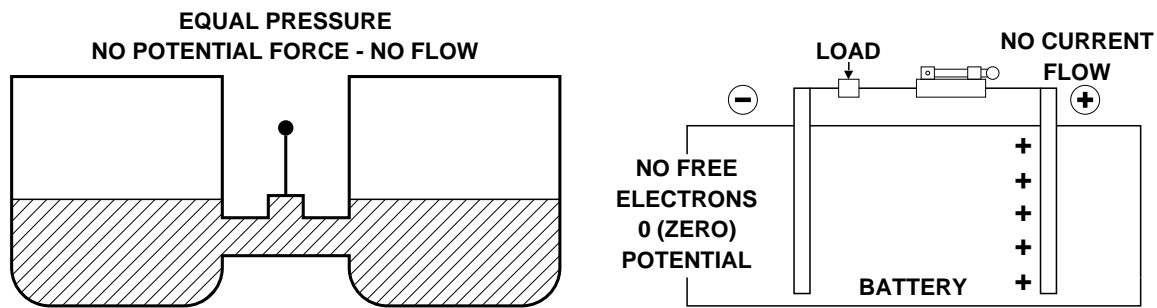 EQUAL PRESSURE
NO POTENTIAL FORCE - NO FLOW
LOAD
NO CURRENT
FLOW
−
+
NO FREE
ELECTRONS
0 (ZERO)
POTENTIAL
+
+
+
+
+
BATTERY